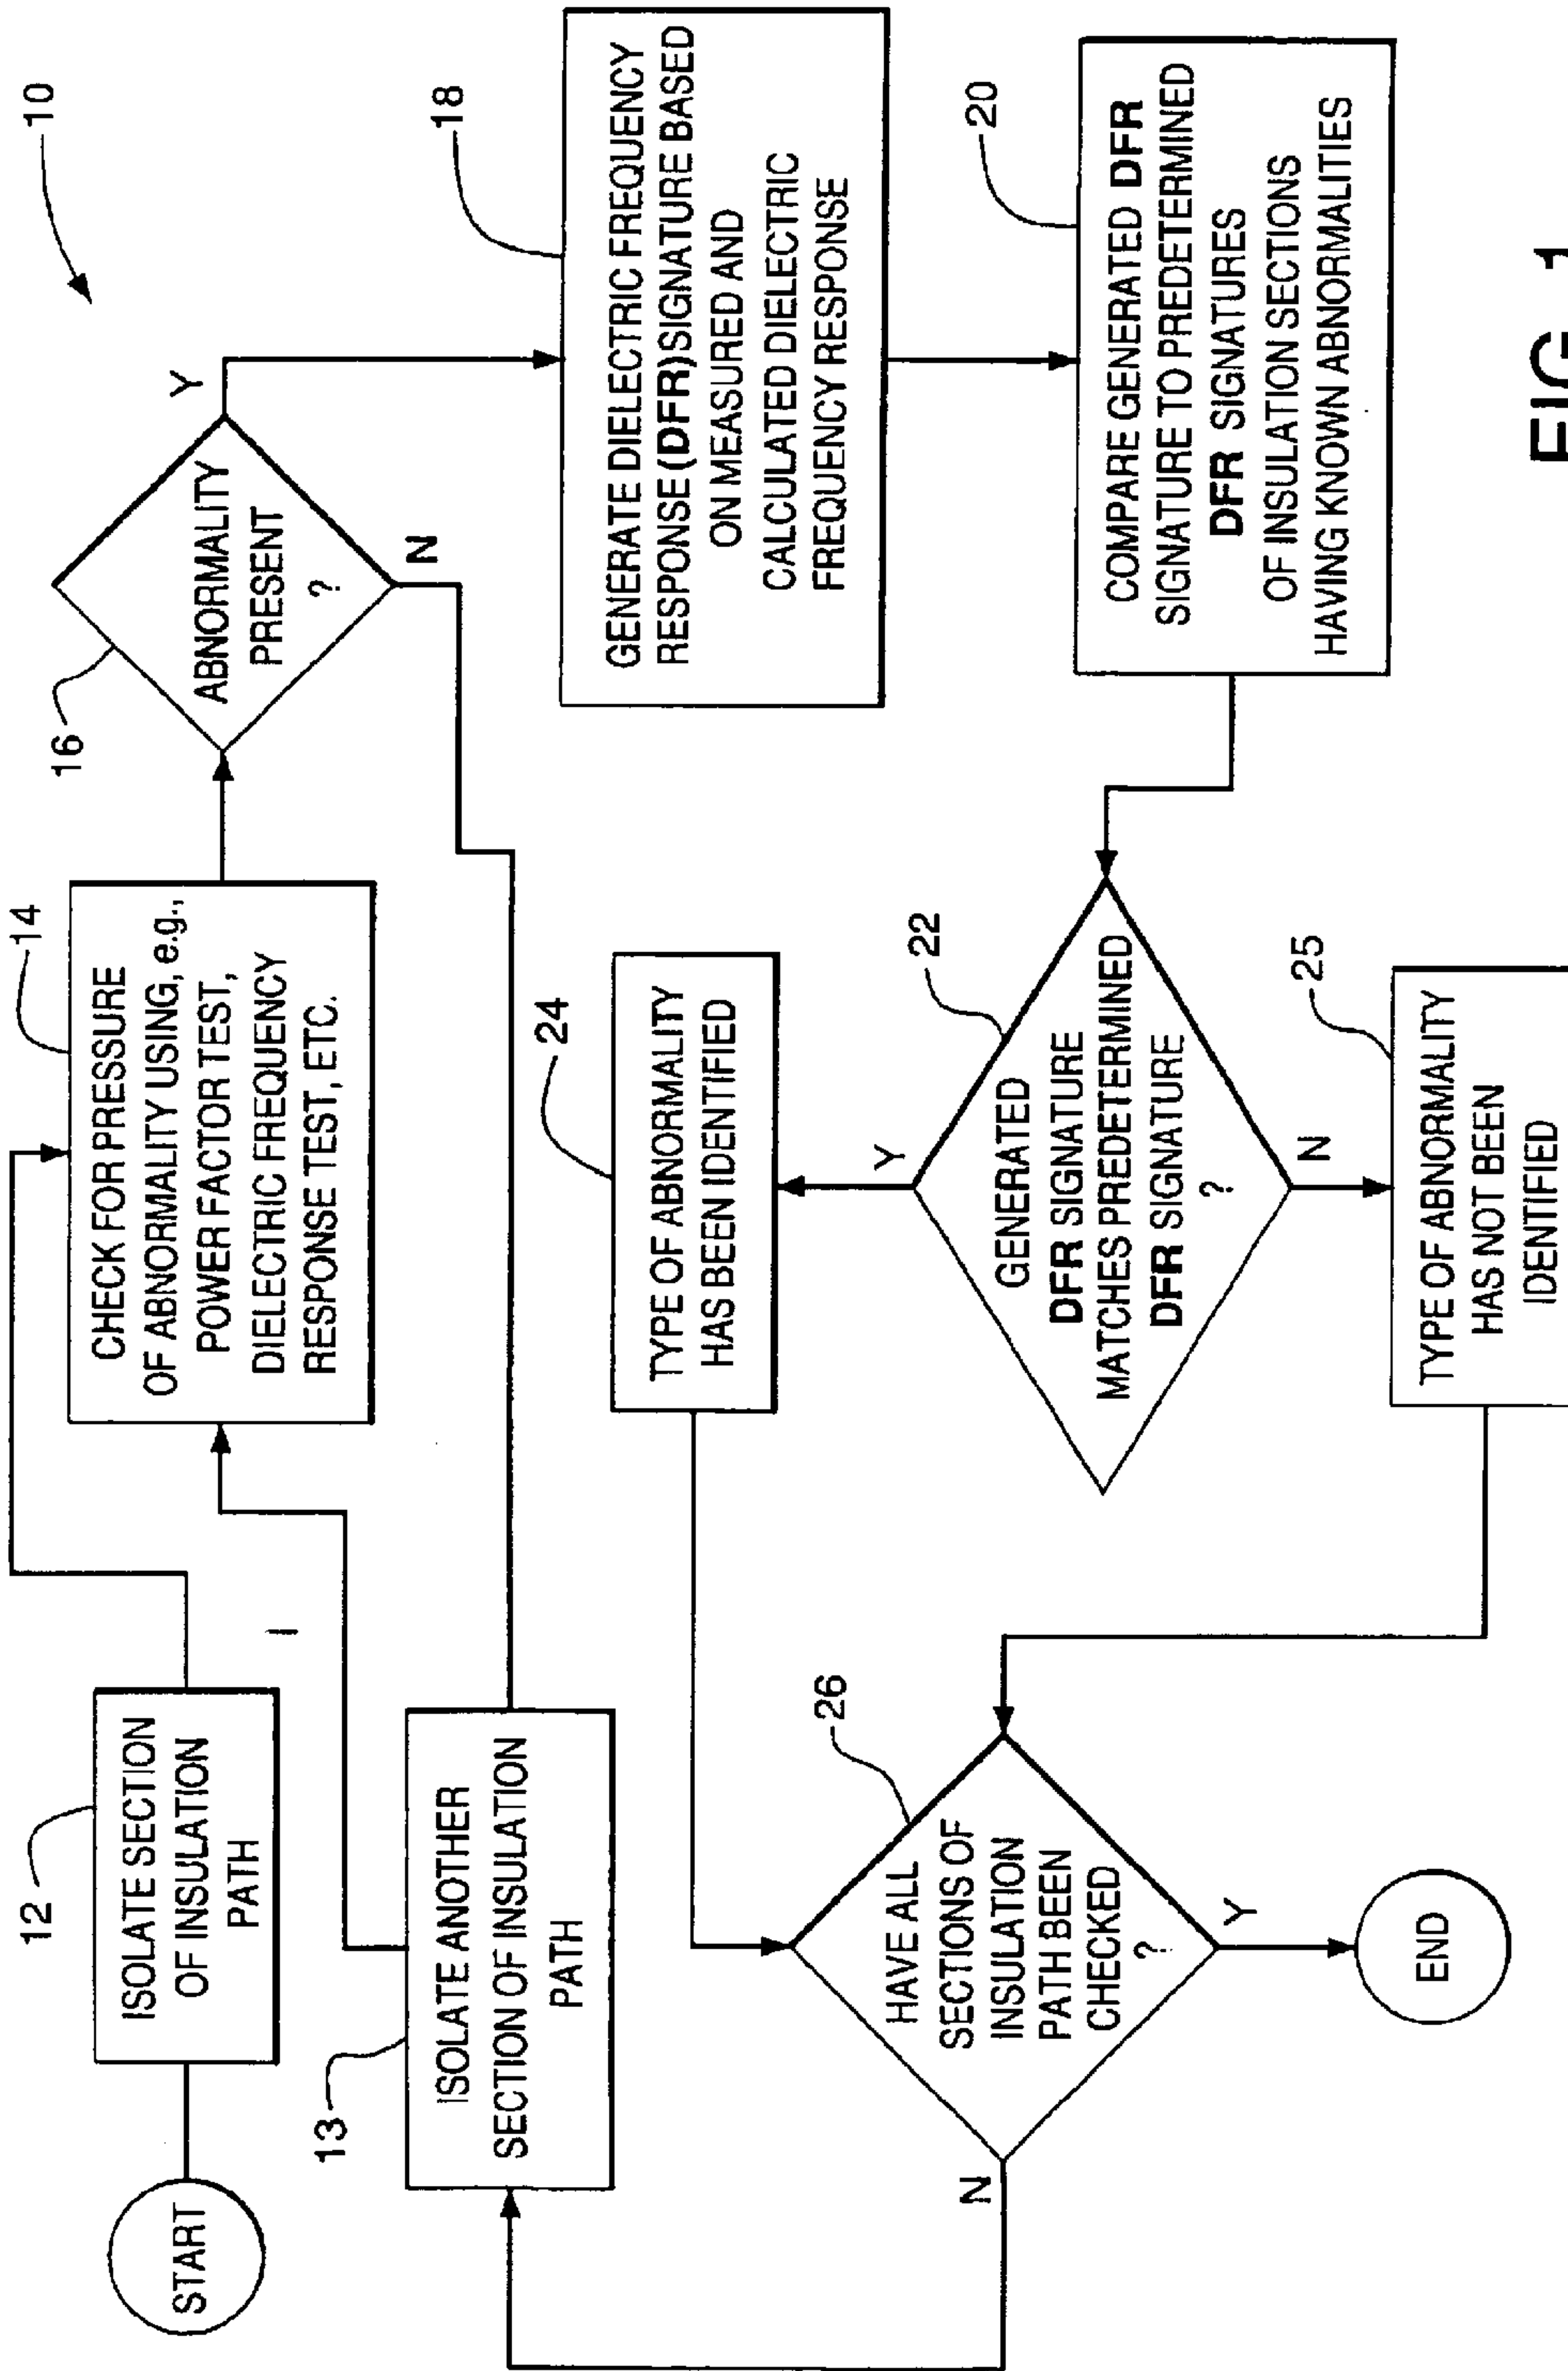 10
START
12
ISOLATE SECTION
OF INSULATION
PATH
14
CHECK FOR PRESSURE
OF ABNORMALITY USING, e.g.,
POWER FACTOR TEST,
DIELECTRIC FREQUENCY
RESPONSE TEST, ETC.
16
ABNORMALITY
PRESENT
?
Y
N
13
ISOLATE ANOTHER
SECTION OF INSULATION
PATH
18
GENERATE DIELECTRIC FREQUENCY
RESPONSE (DFR) SIGNATURE BASED
ON MEASURED AND
CALCULATED DIELECTRIC
FREQUENCY RESPONSE
20
COMPARE GENERATED DFR
SIGNATURE TO PREDETERMINED
DFR SIGNATURES
OF INSULATION SECTIONS
HAVING KNOWN ABNORMALITIES
22
GENERATED
DFR SIGNATURE
MATCHES PREDETERMINED
DFR SIGNATURE
?
Y
N
24
TYPE OF ABNORMALITY
HAS BEEN IDENTIFIED
25
TYPE OF ABNORMALITY
HAS NOT BEEN
IDENTIFIED
26
HAVE ALL
SECTIONS OF
INSULATION
PATH BEEN
CHECKED
?
N
Y
END
FIG. 1